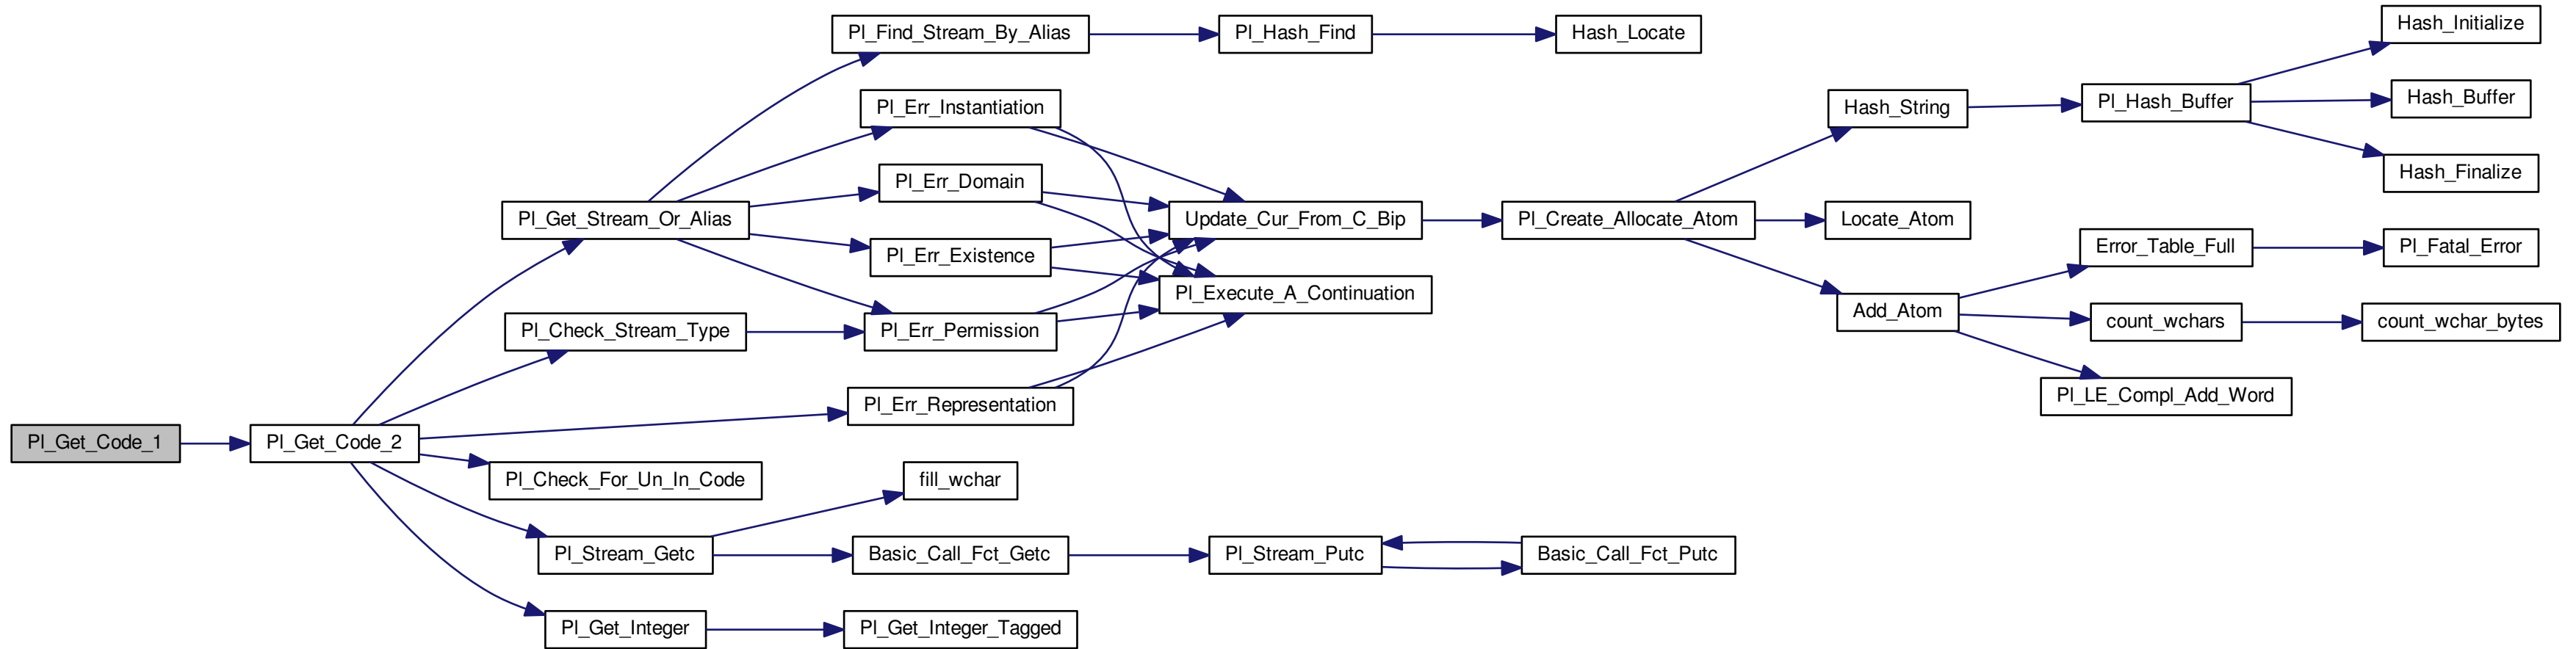 Pl_Get_Code_1
Pl_Get_Code_2
Pl_Get_Stream_Or_Alias
Pl_Check_Stream_Type
Pl_Check_For_Un_In_Code
Pl_Stream_Getc
Pl_Get_Integer
Pl_Find_Stream_By_Alias
Pl_Err_Instantiation
Pl_Err_Domain
Pl_Err_Existence
Pl_Err_Permission
Pl_Err_Representation
fill_wchar
Basic_Call_Fct_Getc
Pl_Get_Integer_Tagged
Pl_Hash_Find
Update_Cur_From_C_Bip
Pl_Execute_A_Continuation
Pl_Stream_Putc
Hash_Locate
Pl_Create_Allocate_Atom
Basic_Call_Fct_Putc
Hash_String
Locate_Atom
Add_Atom
Pl_Hash_Buffer
Error_Table_Full
count_wchars
Pl_LE_Compl_Add_Word
Hash_Initialize
Hash_Buffer
Hash_Finalize
Pl_Fatal_Error
count_wchar_bytes